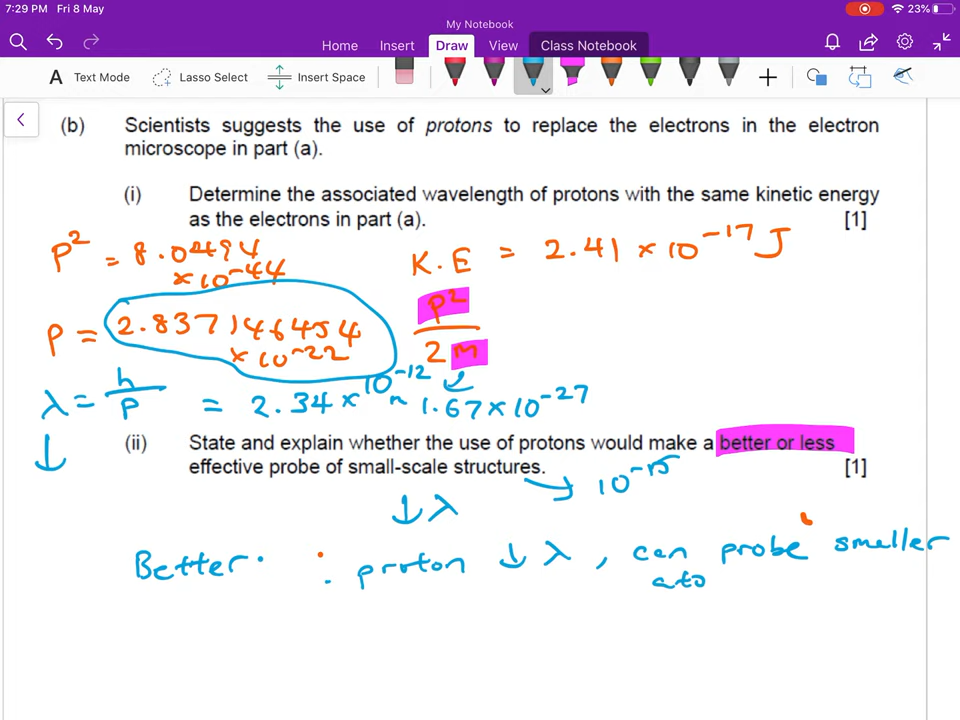 7:29 PM Fri 8 May
23%
My Notebook
Home Insert Draw View Class Notebook
A Text Mode Lasso Select Insert Space
(b) Scientists suggests the use of protons to replace the electrons in the electron
microscope in part (a).
(i) Determine the associated wavelength of protons with the same kinetic energy
as the electrons in part (a). [1]
P² = 8.0494
× 10⁻⁴⁴
K.E = 2.41 × 10⁻¹⁷ J
P = 2.837146454
× 10⁻²²
P²
2m
λ = h/P = 2.34 × 10⁻¹²
1.67 × 10⁻²⁷
↓
(ii) State and explain whether the use of protons would make a better or less
effective probe of small-scale structures. [1]
→ 10⁻¹⁵
↓ λ
Better. ∴ proton ↓ λ, can probe smaller
ato